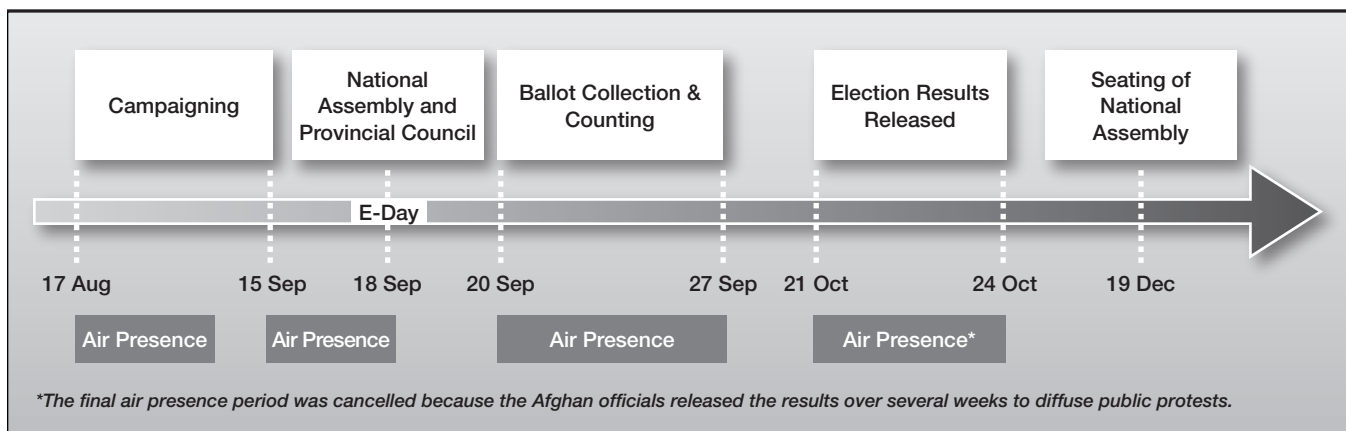 Campaigning
National
Assembly and
Provincial Council
Ballot Collection &
Counting
Election Results
Released
Seating of
National
Assembly
E-Day
17 Aug
15 Sep
18 Sep
20 Sep
27 Sep
21 Oct
24 Oct
19 Dec
Air Presence
Air Presence
Air Presence
Air Presence*
*The final air presence period was cancelled because the Afghan officials released the results over several weeks to diffuse public protests.